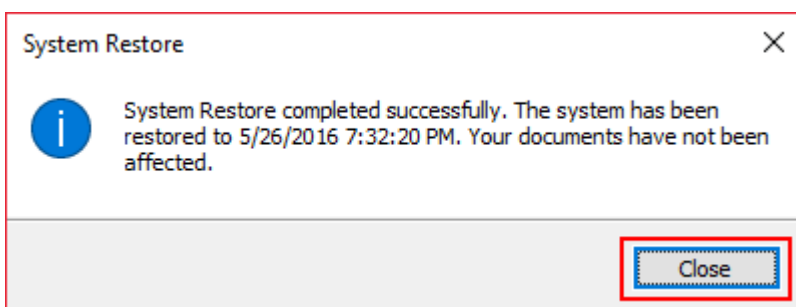 System Restore
System Restore completed successfully. The system has been
restored to 5/26/2016 7:32:20 PM. Your documents have not been
affected.
Close